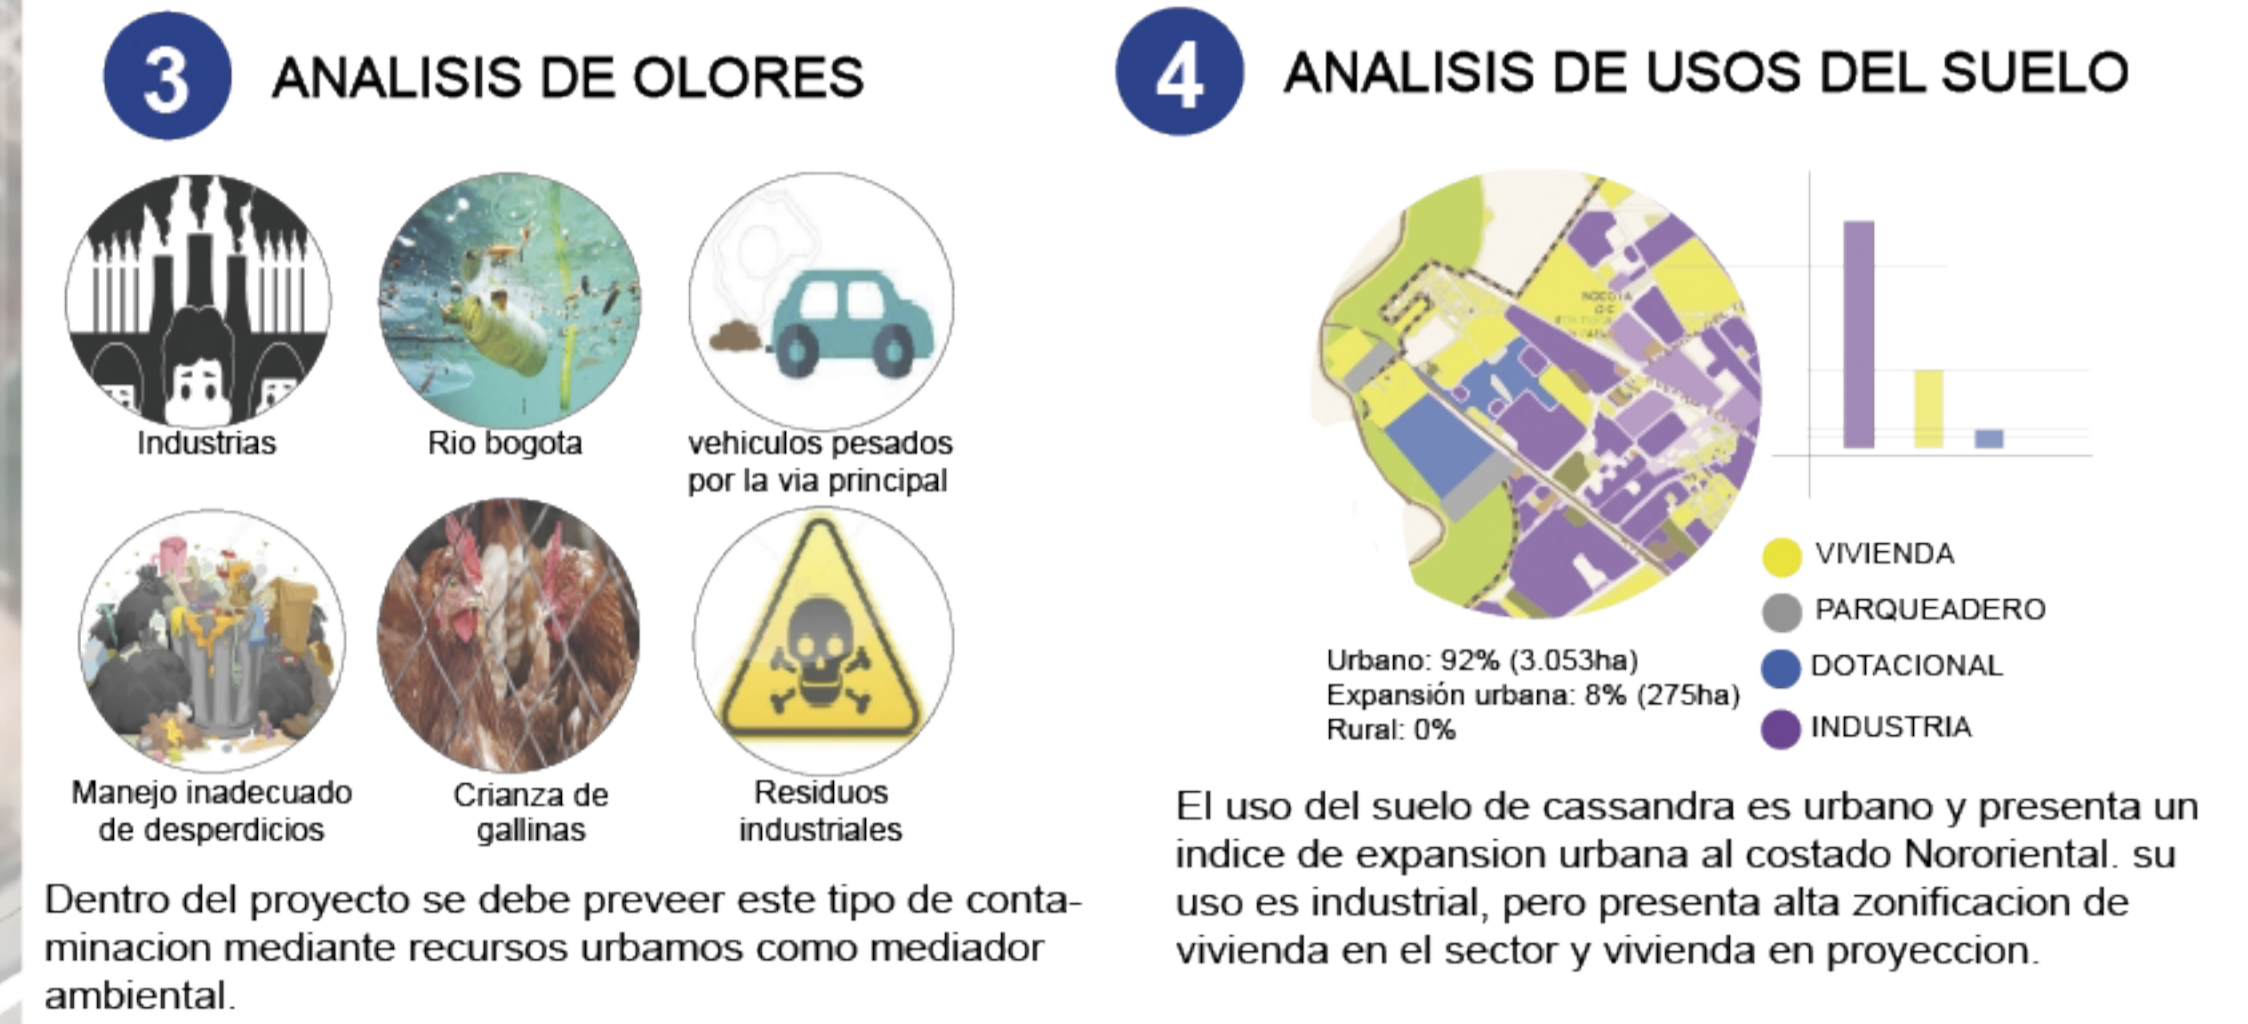 3
ANALISIS DE OLORES
Industrias
Rio bogota
vehiculos pesados
por la via principal
Manejo inadecuado
de desperdicios
Crianza de
gallinas
Residuos
industriales
Dentro del proyecto se debe preveer este tipo de conta-
minacion mediante recursos urbamos como mediador
ambiental.
4
ANALISIS DE USOS DEL SUELO
BOGOTA
VIVIENDA
PARQUEADERO
DOTACIONAL
INDUSTRIA
Urbano: 92% (3.053ha)
Expansión urbana: 8% (275ha)
Rural: 0%
El uso del suelo de cassandra es urbano y presenta un
indice de expansion urbana al costado Nororiental. su
uso es industrial, pero presenta alta zonificacion de
vivienda en el sector y vivienda en proyeccion.